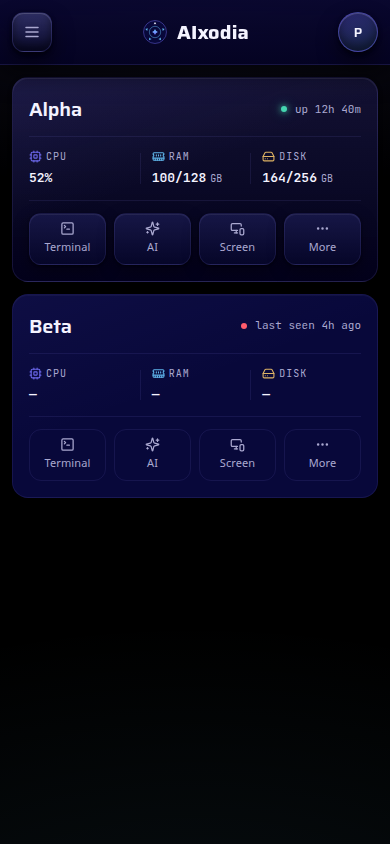 AIxodia
P
Alpha
up 12h 40m
CPU
RAM
DISK
52%
100/128 GB
164/256 GB
Terminal
AI
Screen
More
Beta
last seen 4h ago
CPU
RAM
DISK
—
—
—
Terminal
AI
Screen
More